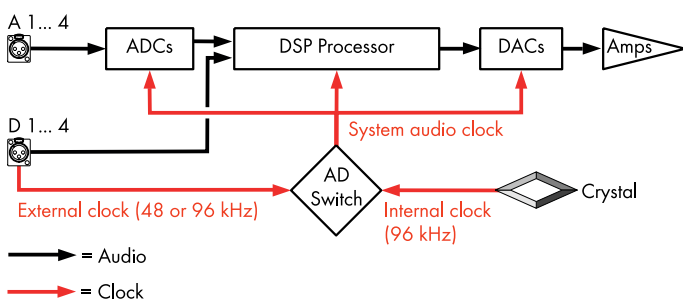 A 1... 4
ADCs
DSP Processor
DACs
Amps
D 1... 4
System audio clock
AD
Switch
External clock (48 or 96 kHz)
Internal clock
(96 kHz)
Crystal
= Audio
= Clock